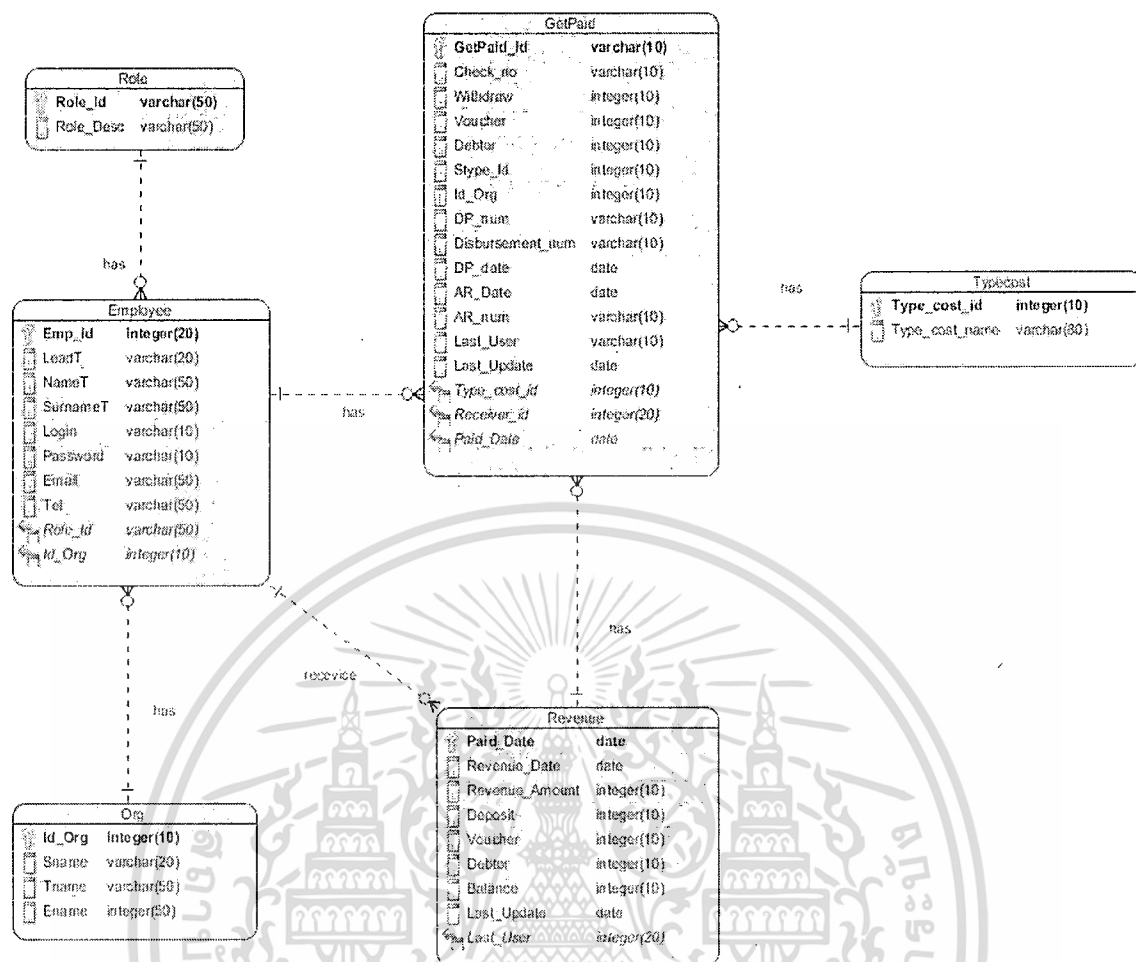 GetPaid
GetPaid_Id varchar(10)
Check_no varchar(10)
Withdraw integer(10)
Voucher integer(10)
Debtor integer(10)
Stype_Id integer(10)
Id_Org integer(10)
DP_num varchar(10)
Disbursement_num varchar(10)
DP_date date
AR_Date date
AR_num varchar(10)
Last_User varchar(10)
Last_Update date
Type_cost_id integer(10)
Receiver_id integer(20)
Paid_Date date
Role
Role_Id varchar(50)
Role_Desc varchar(50)
has
Employee
Emp_id integer(20)
LeadT varchar(20)
NameT varchar(50)
SurnameT varchar(50)
Login varchar(10)
Password varchar(10)
Email varchar(50)
Tel varchar(50)
Role_Id varchar(50)
Id_Org integer(10)
has
has
Typecost
Type_cost_id integer(10)
Type_cost_name varchar(80)
has
recevice
has
Org
Id_Org integer(10)
Sname varchar(20)
Tname varchar(50)
Ename integer(50)
Revenue
Paid_Date date
Revenue_Date date
Revenue_Amount integer(10)
Deposit integer(10)
Voucher integer(10)
Debtor integer(10)
Balance integer(10)
Last_Update date
Last_User integer(20)